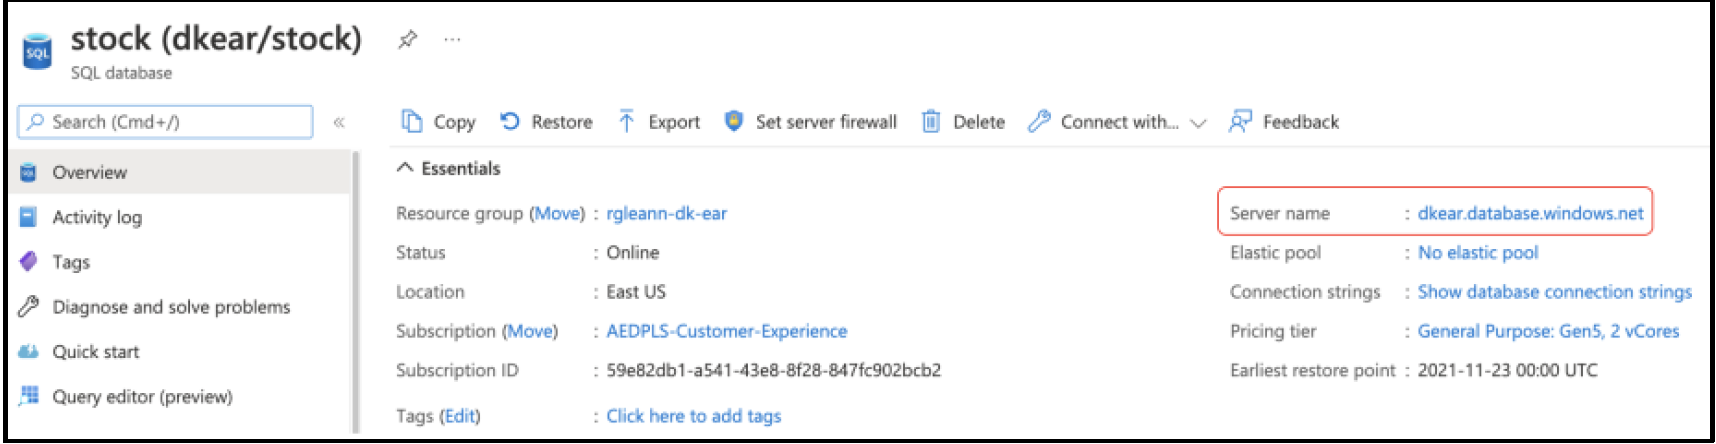 stock (dkear/stock)
SQL database
SQL
Search (Cmd+/)
«
Overview
Activity log
Tags
Diagnose and solve problems
Quick start
Query editor (preview)
Copy Restore Export Set server firewall Delete Connect with... Feedback
Essentials
Resource group (Move) : rgleann-dk-ear
Status : Online
Location : East US
Subscription (Move) : AEDPLS-Customer-Experience
Subscription ID : 59e82db1-a541-43e8-8f28-847fc902bcb2
Tags (Edit) : Click here to add tags
Server name : dkear.database.windows.net
Elastic pool : No elastic pool
Connection strings : Show database connection strings
Pricing tier : General Purpose: Gen5, 2 vCores
Earliest restore point : 2021-11-23 00:00 UTC